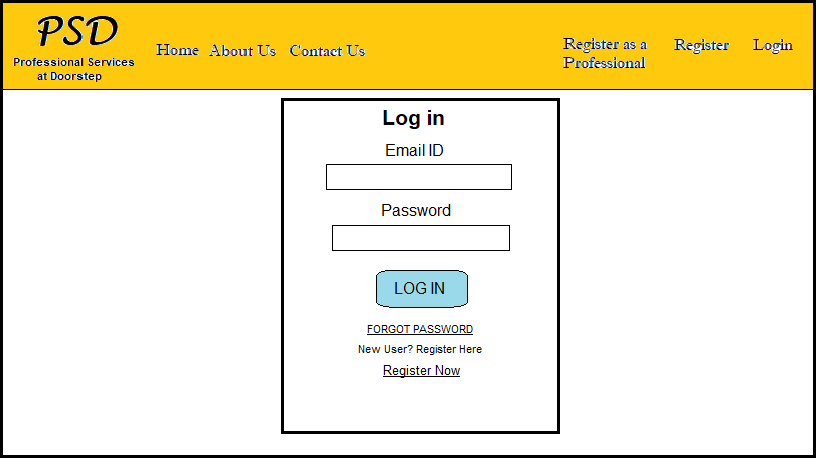 PSD
Professional Services
at Doorstep
Home About Us Contact Us
Register as a
Professional
Register
Login
Log in
Email ID
Password
LOG IN
FORGOT PASSWORD
New User? Register Here
Register Now